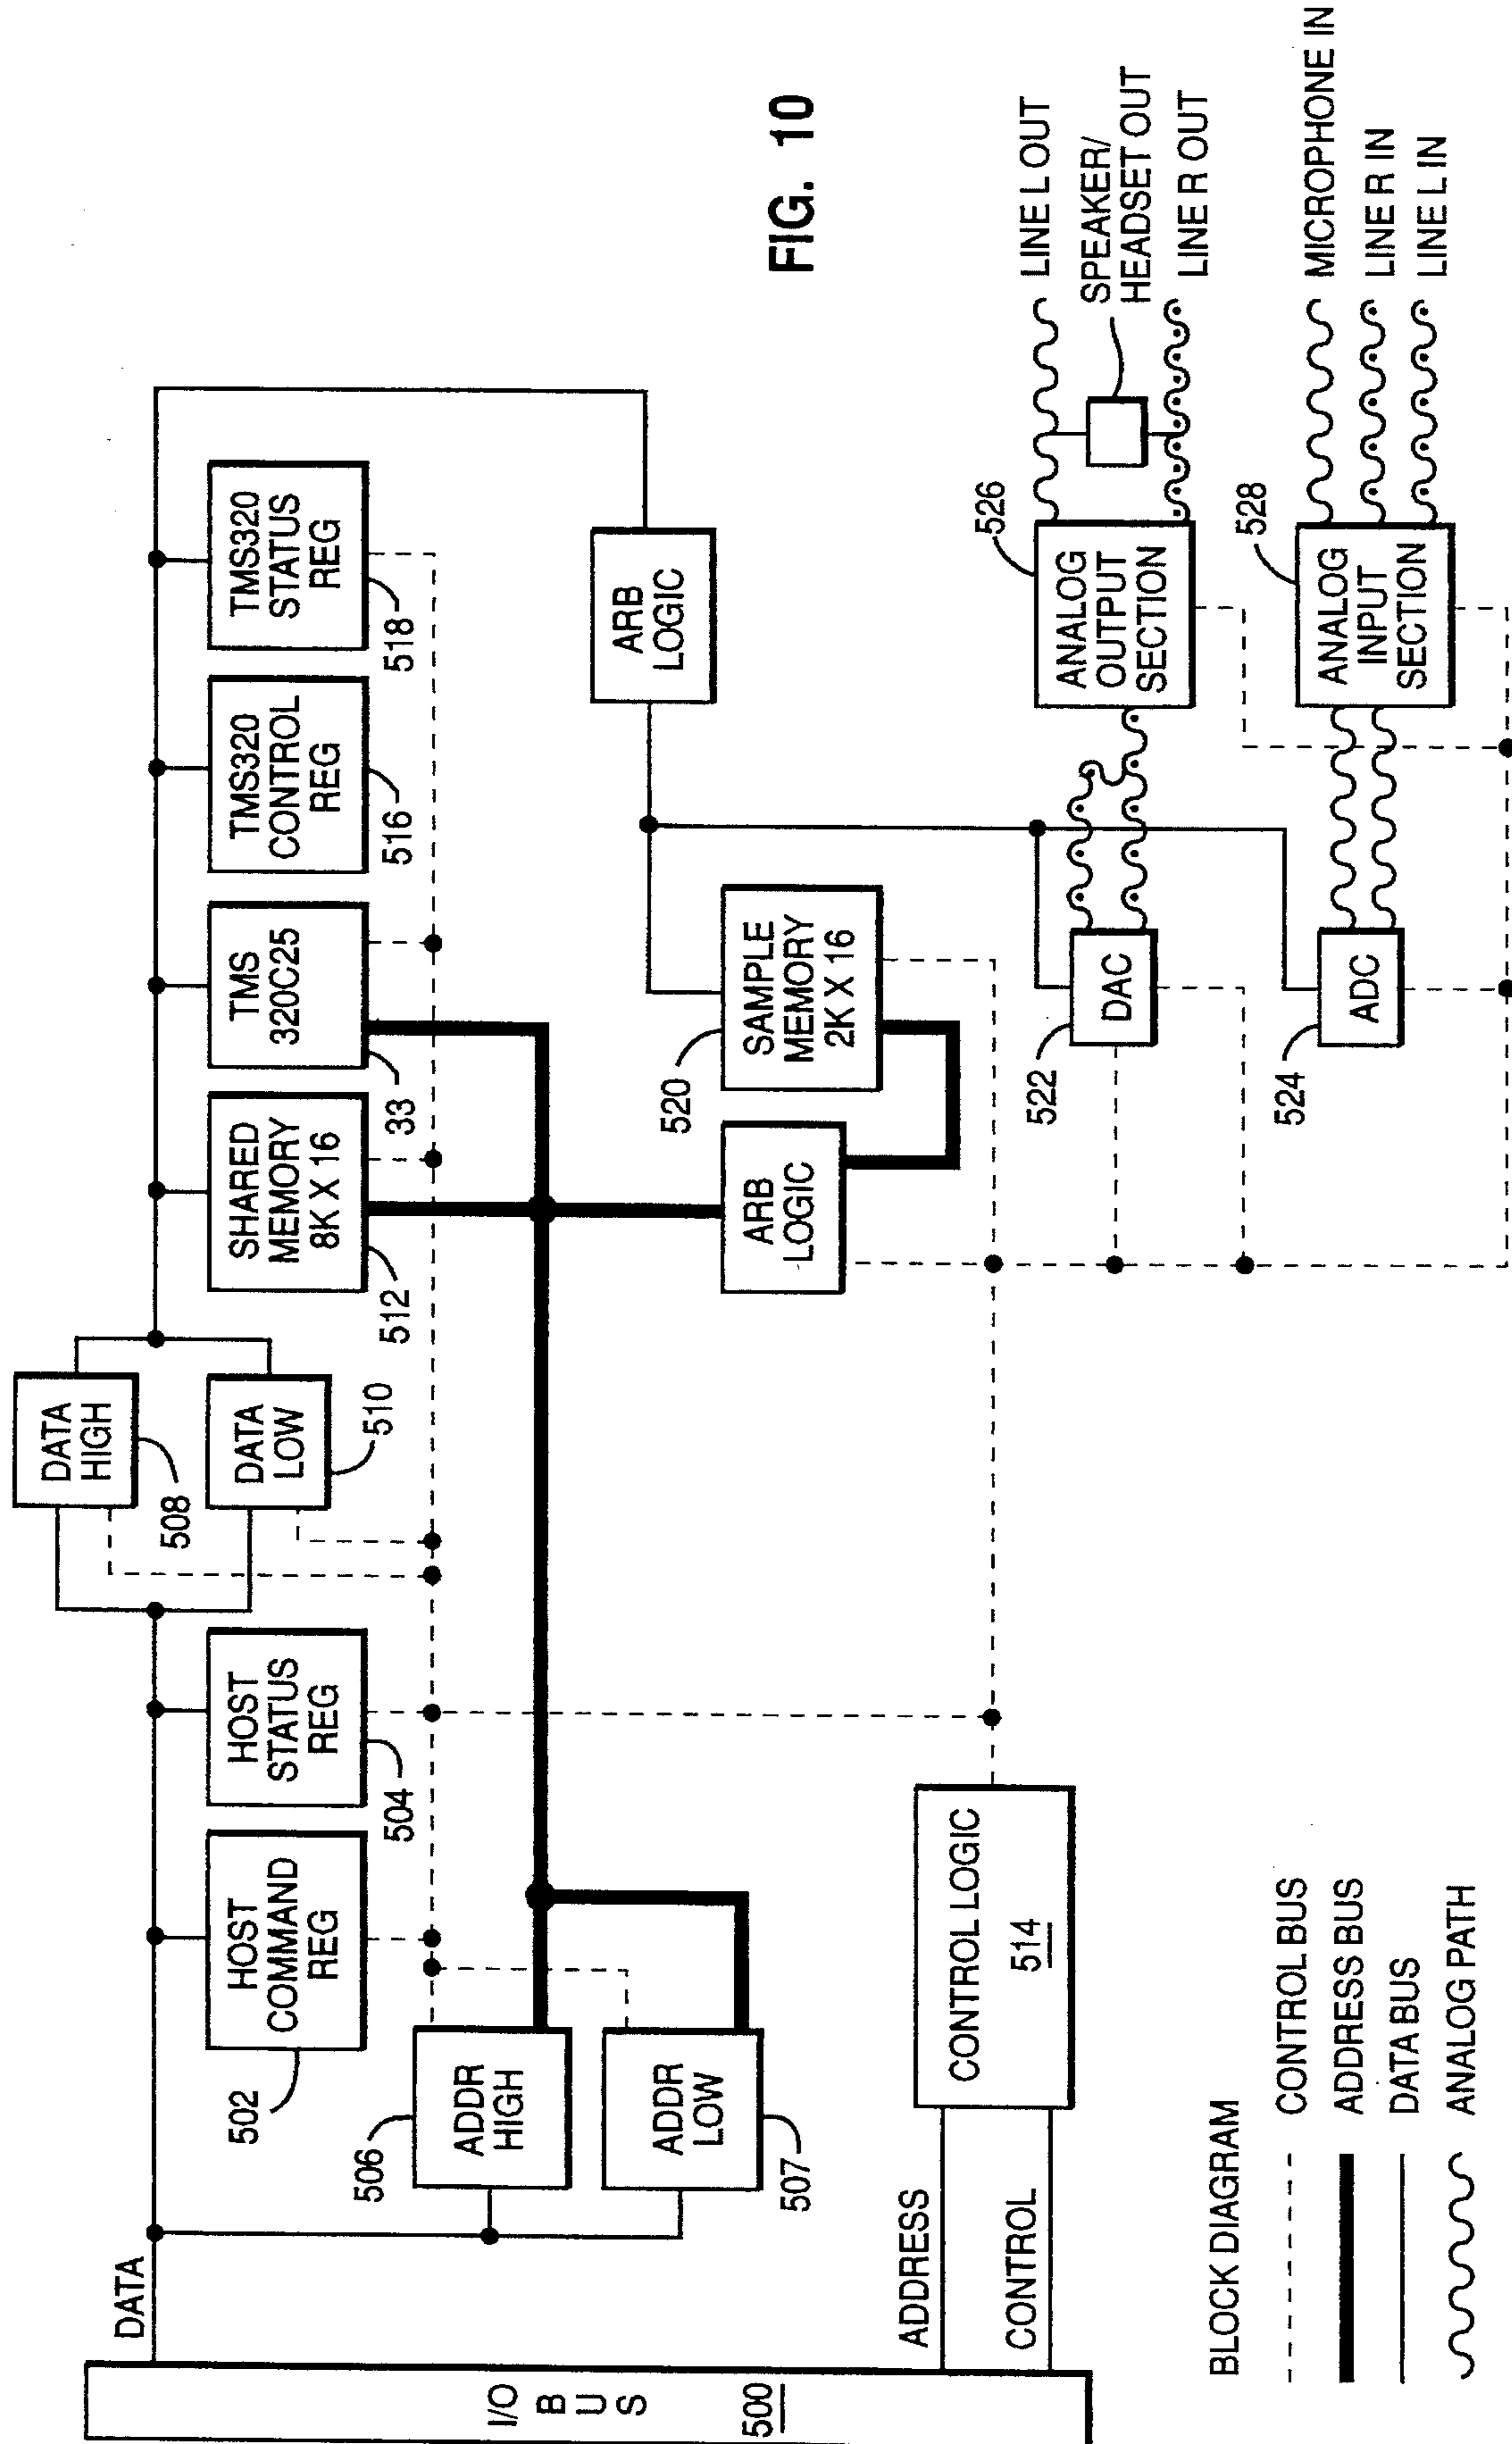 FIG. 10
I/O
B
U
S
500
DATA
ADDRESS
CONTROL
506
ADDR
HIGH
ADDR
LOW
507
502
HOST
COMMAND
REG
HOST
STATUS
REG
504
DATA
HIGH
508
DATA
LOW
510
SHARED
MEMORY
8K X 16
512
TMS
320C25
33
TMS320
CONTROL
REG
516
TMS320
STATUS
REG
518
CONTROL LOGIC
514
ARB
LOGIC
520
SAMPLE
MEMORY
2K X 16
ARB
LOGIC
522
DAC
524
ADC
526
ANALOG
OUTPUT
SECTION
528
ANALOG
INPUT
SECTION
LINE L OUT
SPEAKER/
HEADSET OUT
LINE R OUT
MICROPHONE IN
LINE R IN
LINE L IN
BLOCK DIAGRAM
CONTROL BUS
ADDRESS BUS
DATA BUS
ANALOG PATH